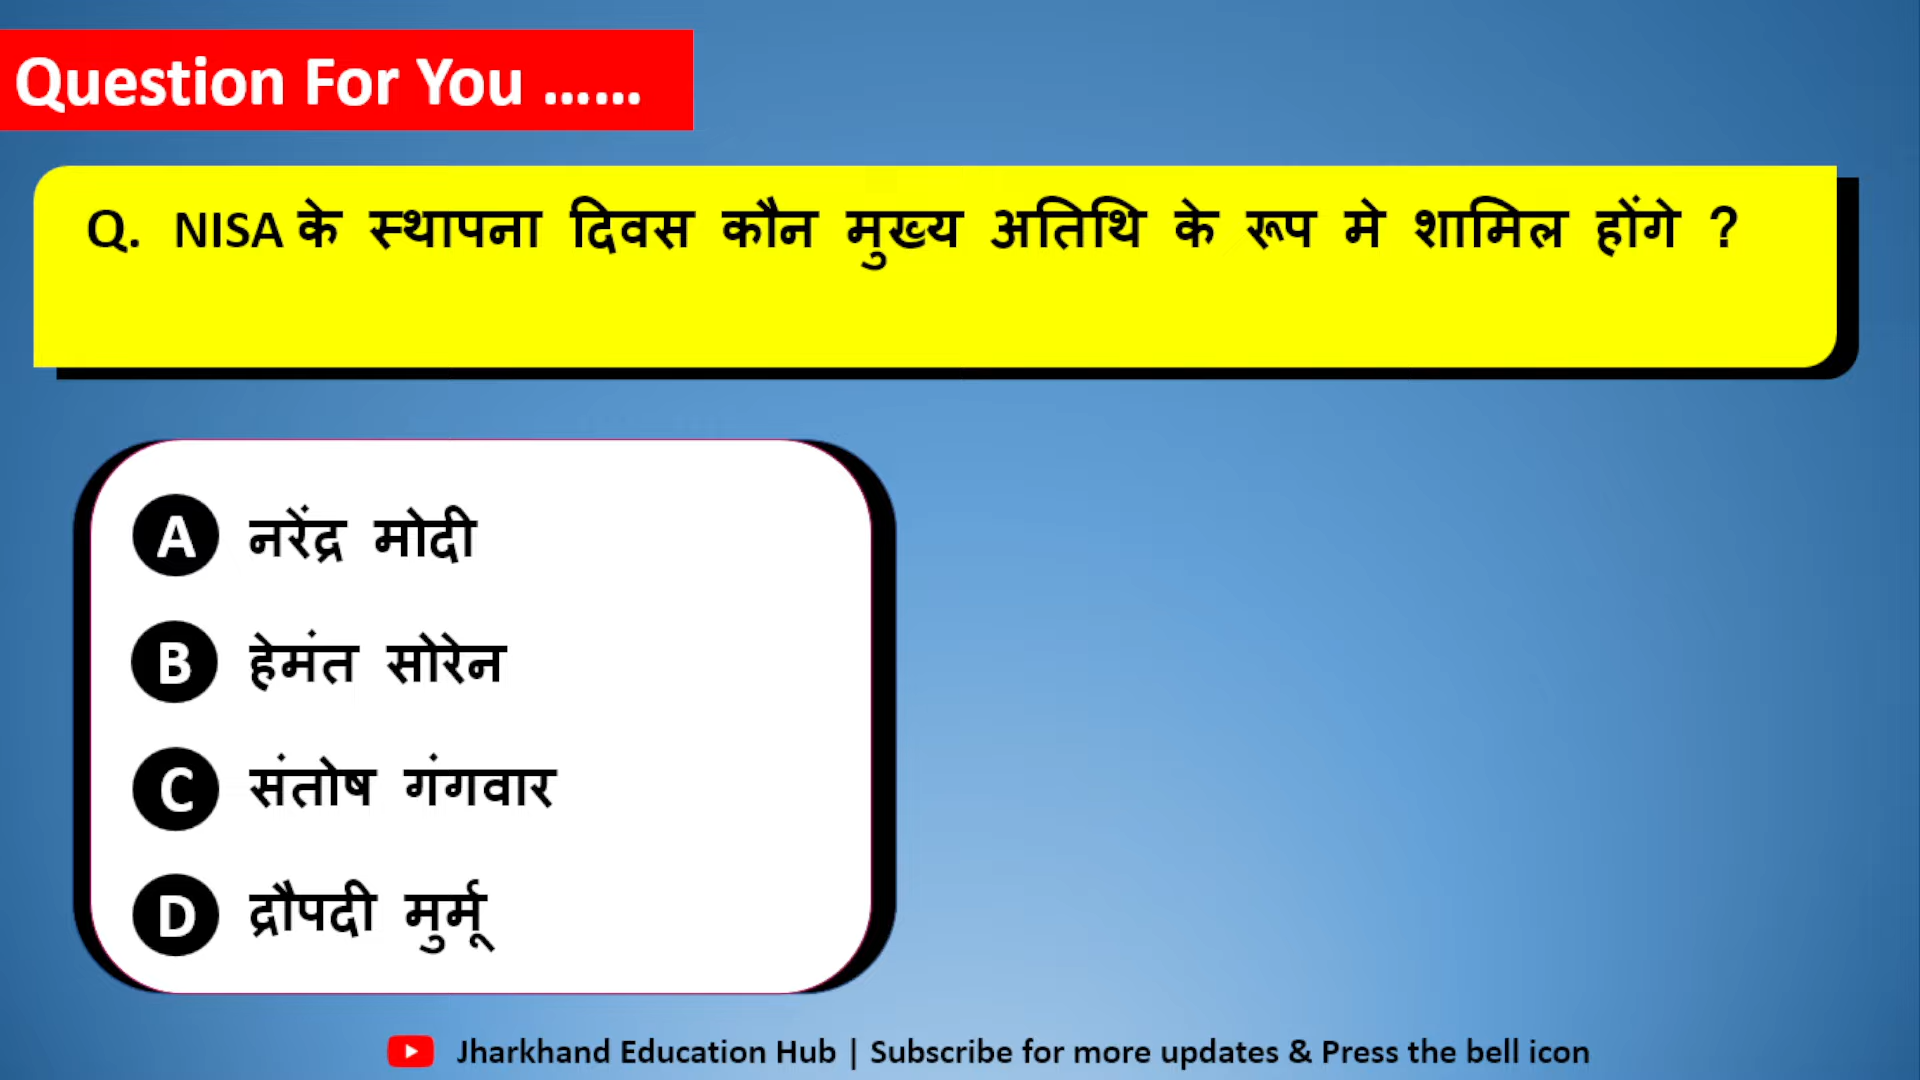 Question For You ......
Q. NISA के स्थापना दिवस कौन मुख्य अतिथि के रूप मे शामिल होंगे ?
A नरेंद्र मोदी
B हेमंत सोरेन
C संतोष गंगवार
D द्रौपदी मुर्मू
Jharkhand Education Hub | Subscribe for more updates & Press the bell icon